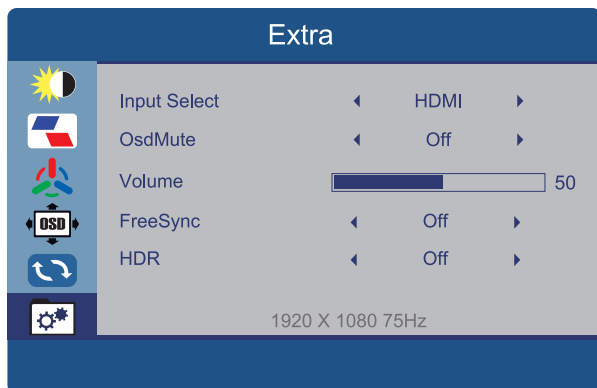 Extra
Input Select HDMI
OsdMute Off
Volume 50
FreeSync Off
OSD
HDR Off
1920 X 1080 75Hz